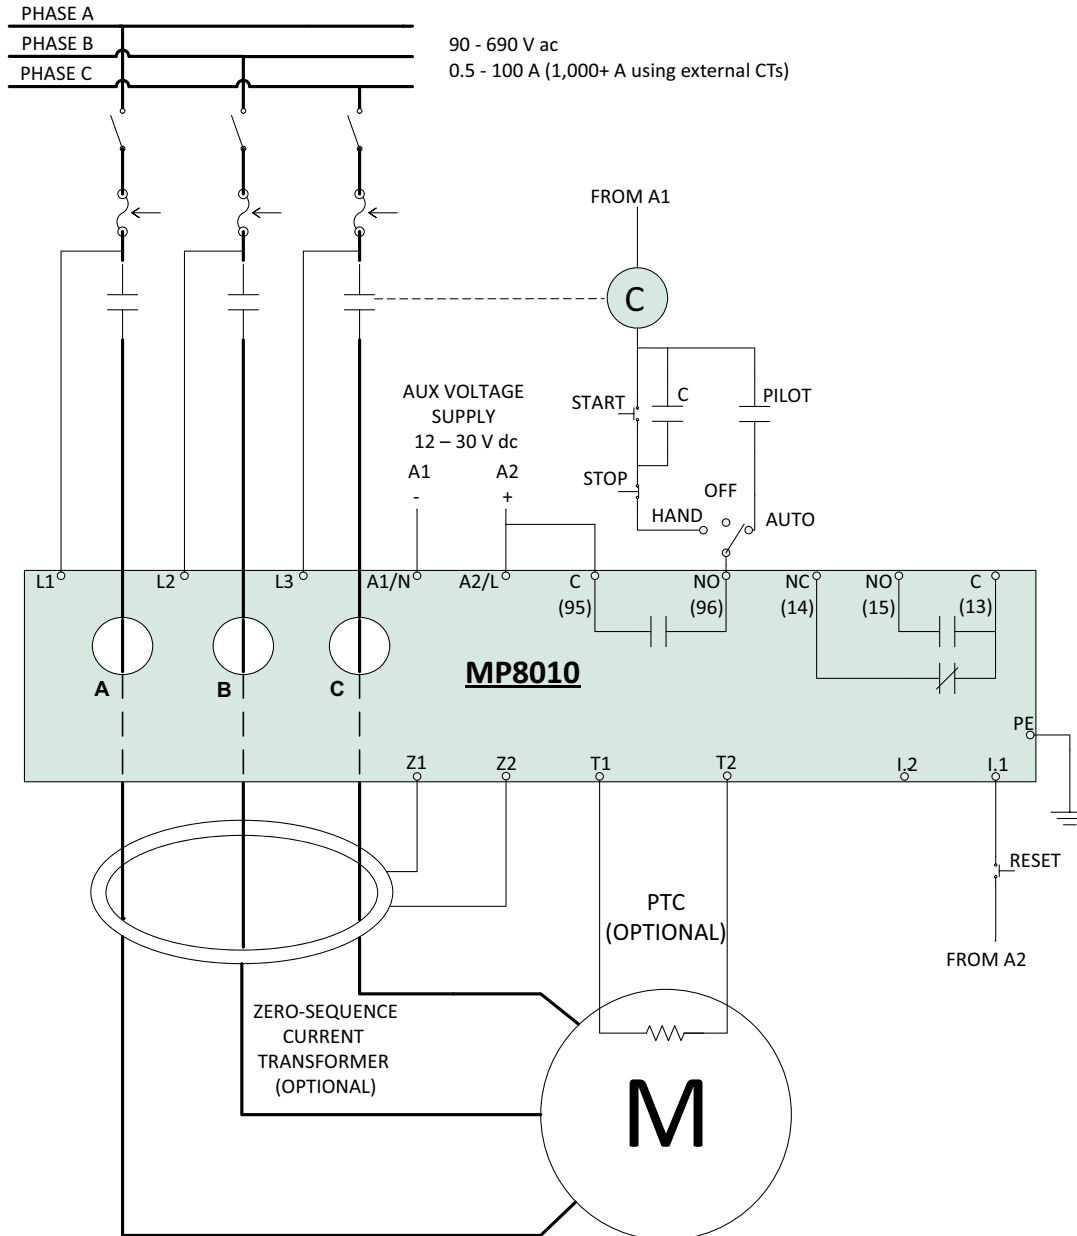 PHASE A
PHASE B
PHASE C
90 - 690 V ac
0.5 - 100 A (1,000+ A using external CTs)
FROM A1
C
AUX VOLTAGE
SUPPLY
12 – 30 V dc
A1
A2
-
+
START
C
PILOT
STOP
OFF
HAND
AUTO
L1
L2
L3
A1/N
A2/L
C
(95)
NO
(96)
NC
(14)
NO
(15)
C
(13)
A
B
C
MP8010
PE
Z1
Z2
T1
T2
I.2
I.1
RESET
PTC
(OPTIONAL)
FROM A2
ZERO-SEQUENCE
CURRENT
TRANSFORMER
(OPTIONAL)
M